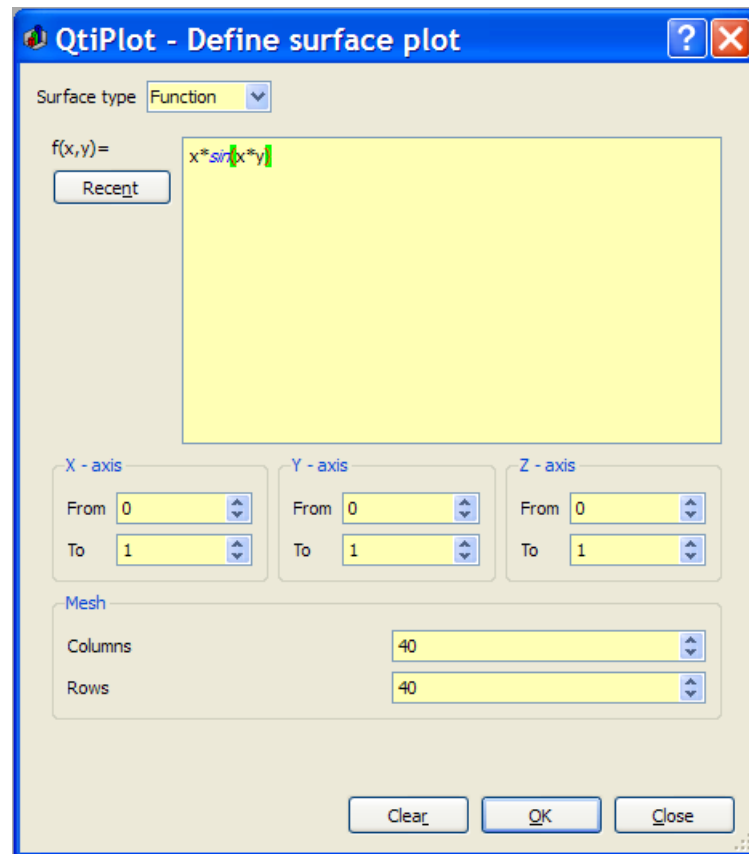 QtiPlot - Define surface plot
Surface type Function
f(x,y)=
x*sin(x*y)
Recent
X - axis Y - axis Z - axis
From 0 From 0 From 0
To 1 To 1 To 1
Mesh
Columns 40
Rows 40
Clear OK Close